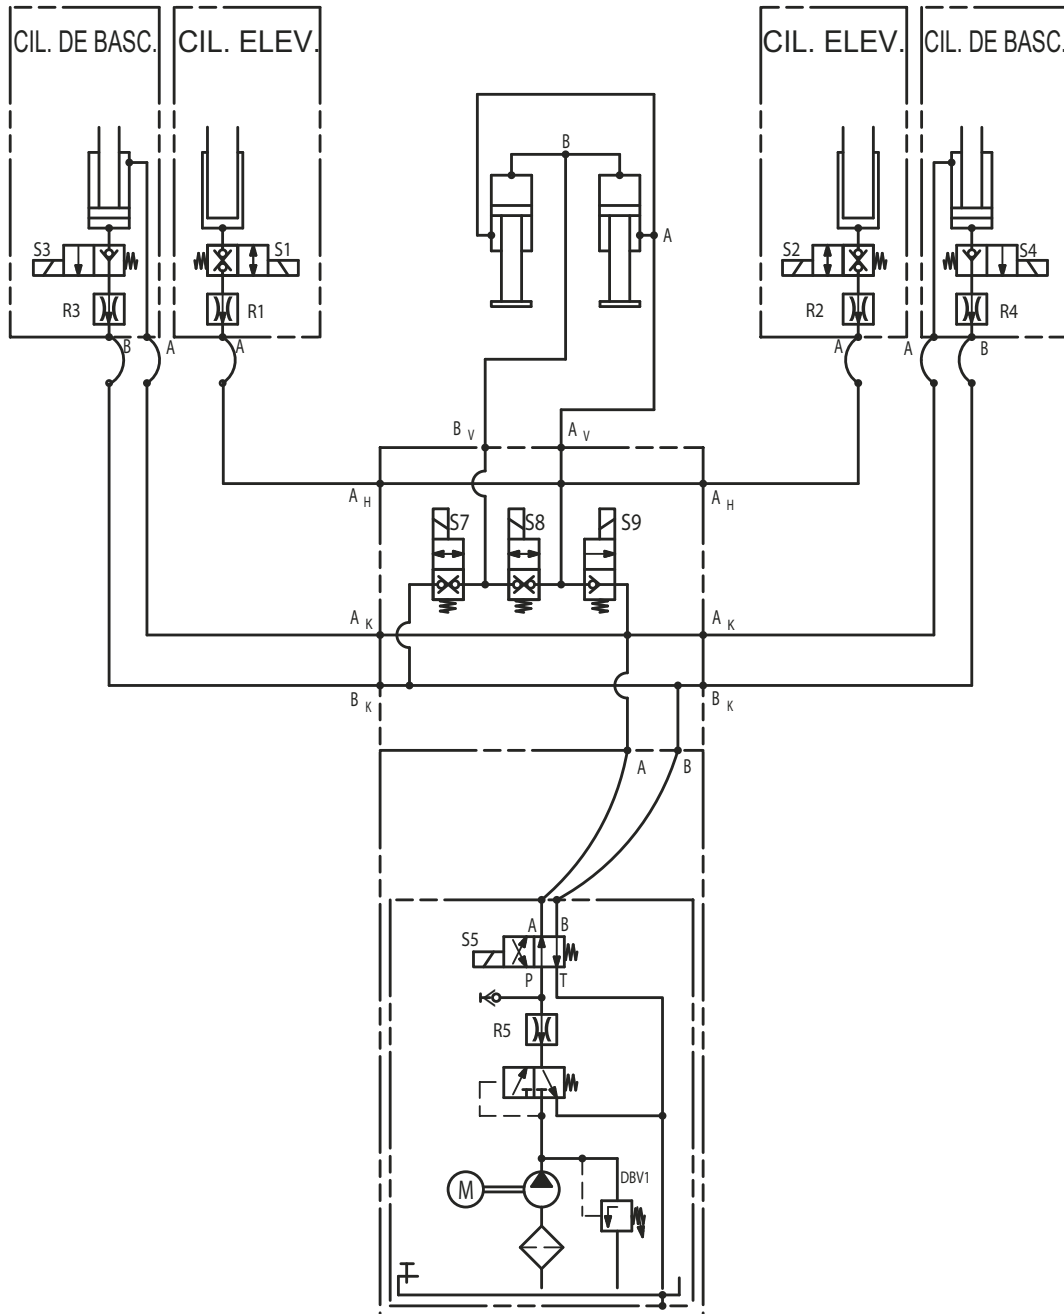 CIL. DE BASC.
CIL. ELEV.
CIL. ELEV.
CIL. DE BASC.
B
A
S3
S1
S2
S4
R3
R1
R2
R4
B
A
A
A
A
B
B V
A V
A H
A H
S7
S8
S9
A K
A K
B K
B K
A
B
A
B
S5
P
T
R5
DBV1
M